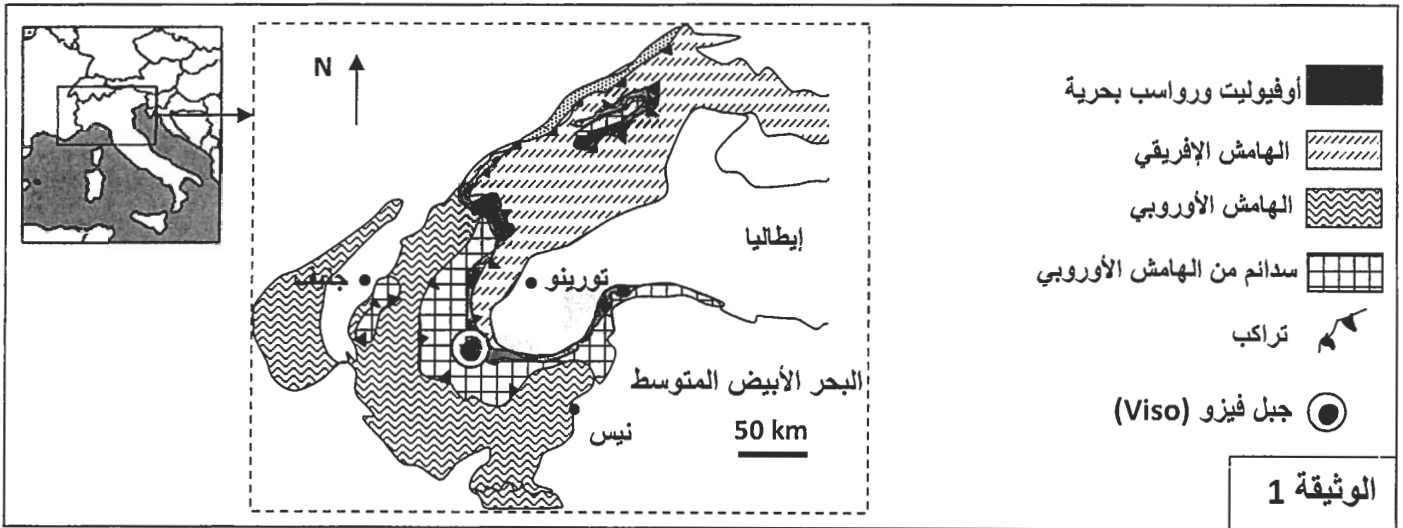 N
أوفيوليت ورواسب بحرية
الهامش الإفريقي
الهامش الأوروبي
سدائم من الهامش الأوروبي
تراكب
جبل فيزو (Viso)
إيطاليا
تورينو
جنيف
البحر الأبيض المتوسط
نيس
50 km
الوثيقة 1